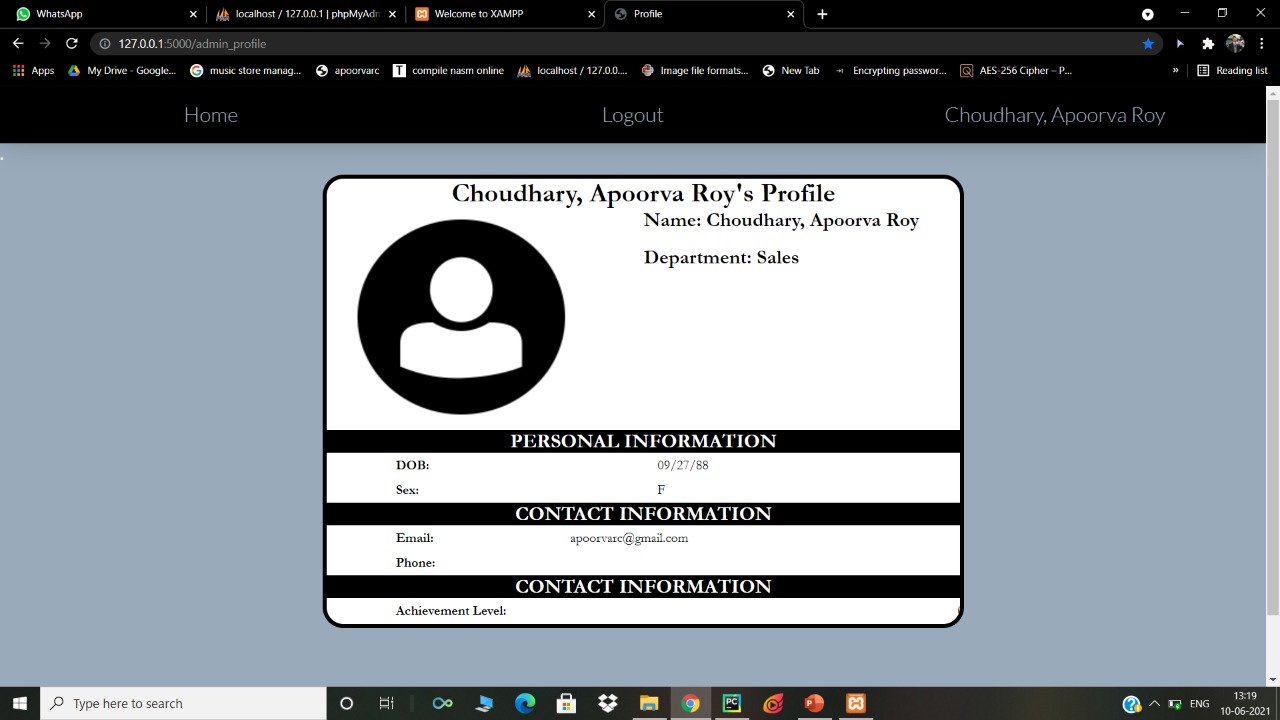 WhatsApp
localhost / 127.0.0.1 | phpMyAdm
Welcome to XAMPP
Profile
127.0.0.1:5000/admin_profile
Apps
My Drive - Google...
music store manag...
apoorvarc
compile nasm online
localhost / 127.0.0....
Image file formats...
New Tab
Encrypting passwor...
AES-256 Cipher – P...
»
Reading list
Home
Logout
Choudhary, Apoorva Roy
Choudhary, Apoorva Roy's Profile
Name: Choudhary, Apoorva Roy
Department: Sales
PERSONAL INFORMATION
DOB: 09/27/88
Sex: F
CONTACT INFORMATION
Email: apoorvarc@gmail.com
Phone:
CONTACT INFORMATION
Achievement Level:
Type here to search
ENG
13:19
10-06-2021